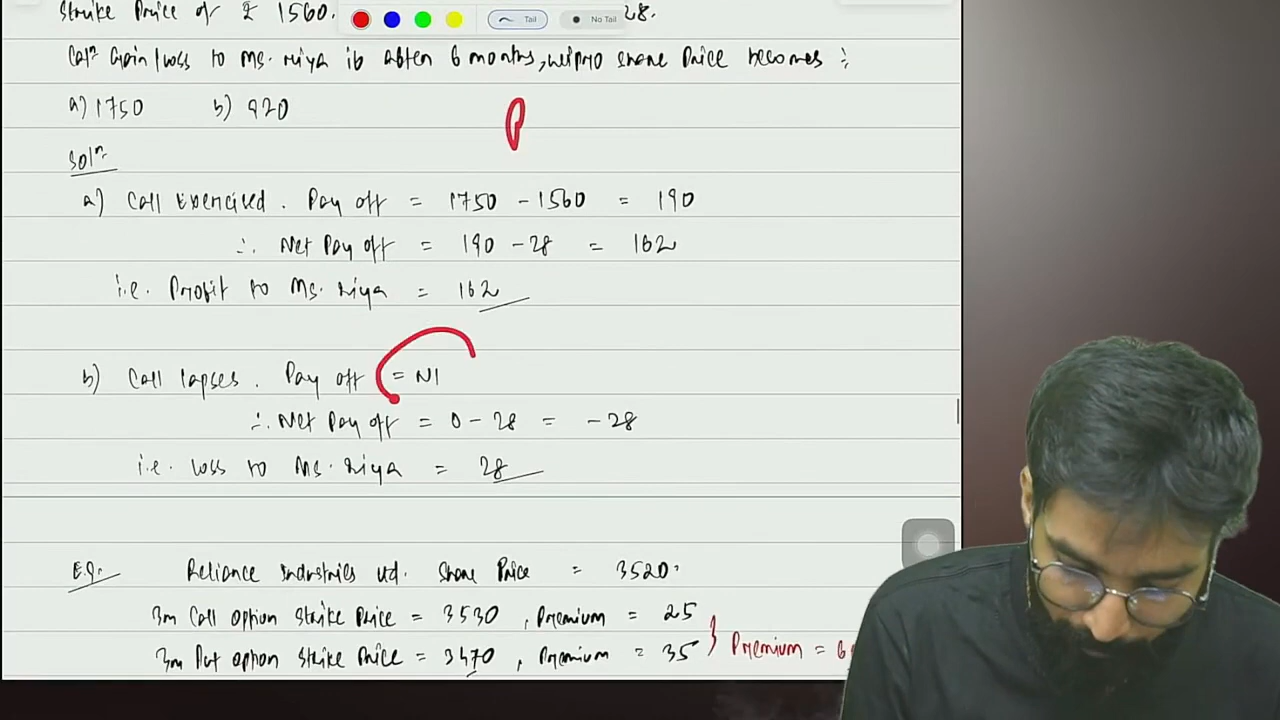 Strike Price of ₹ 1560. 28.
Tail No Tail
Calⁿ Gain/Loss to Ms. Riya if after 6 months, wipro share Price becomes :
a) 1750 b) 920
Solⁿ
a) Call Exercised. Pay off = 1750 - 1560 = 190
∴ Net Pay off = 190 - 28 = 162
i.e. Profit to Ms. Riya = 162
b) Call lapses. Pay off = Nil
∴ Net Pay off = 0 - 28 = - 28
i.e. loss to Ms. Riya = 28
E.g. Reliance Industries Ltd. Share Price = 3520.
3m Call Option Strike Price = 3530 , Premium = 25
3m Put option Strike Price = 3470 , Premium = 35 } Premium = 6